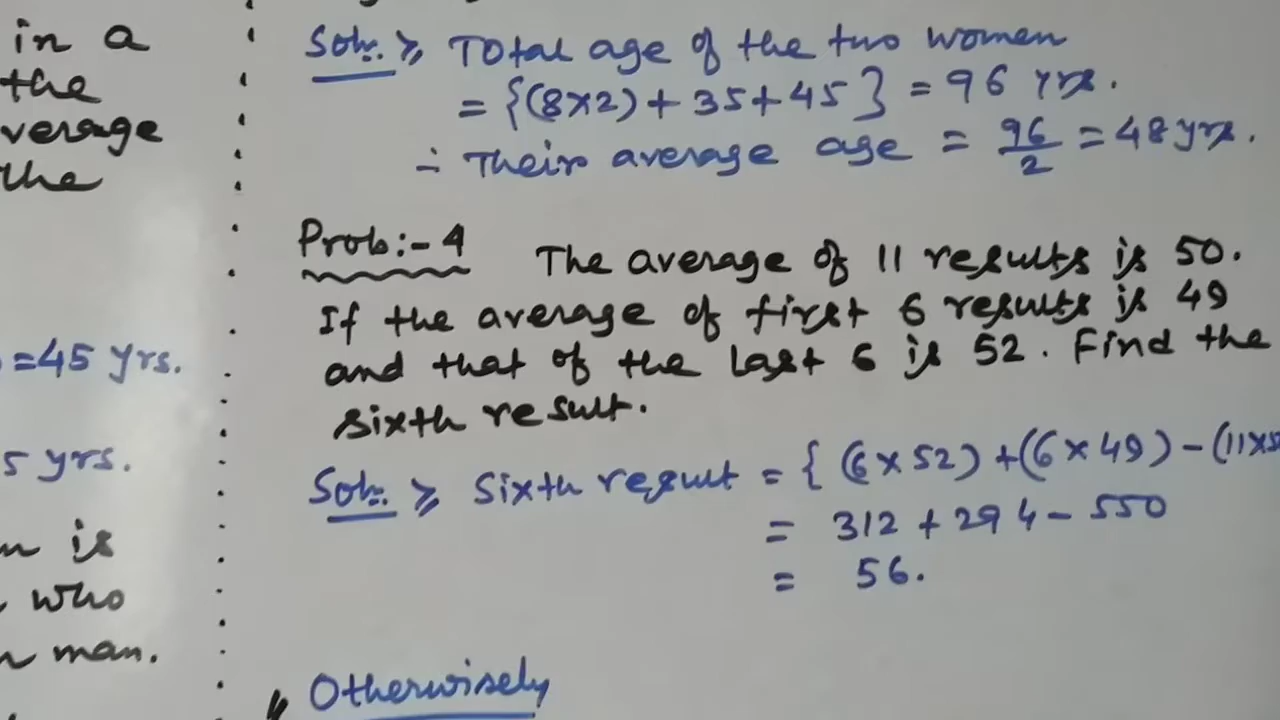 in a
the
verage
the
=45 yrs.
5 yrs.
is
who
man.
Soln. ⩾ Total age of the two women
= {(8×2) + 35+45} = 96 yrs.
∴ Their average age = 96/2 = 48 yrs.
Prob:- 4 The average of 11 results is 50.
If the average of first 6 results is 49
and that of the last 6 is 52. Find the
sixth result.
Soln. ⩾ Sixth result = { (6×52) +(6×49) - (11×5
= 312 + 294 - 550
= 56.
Otherwisely